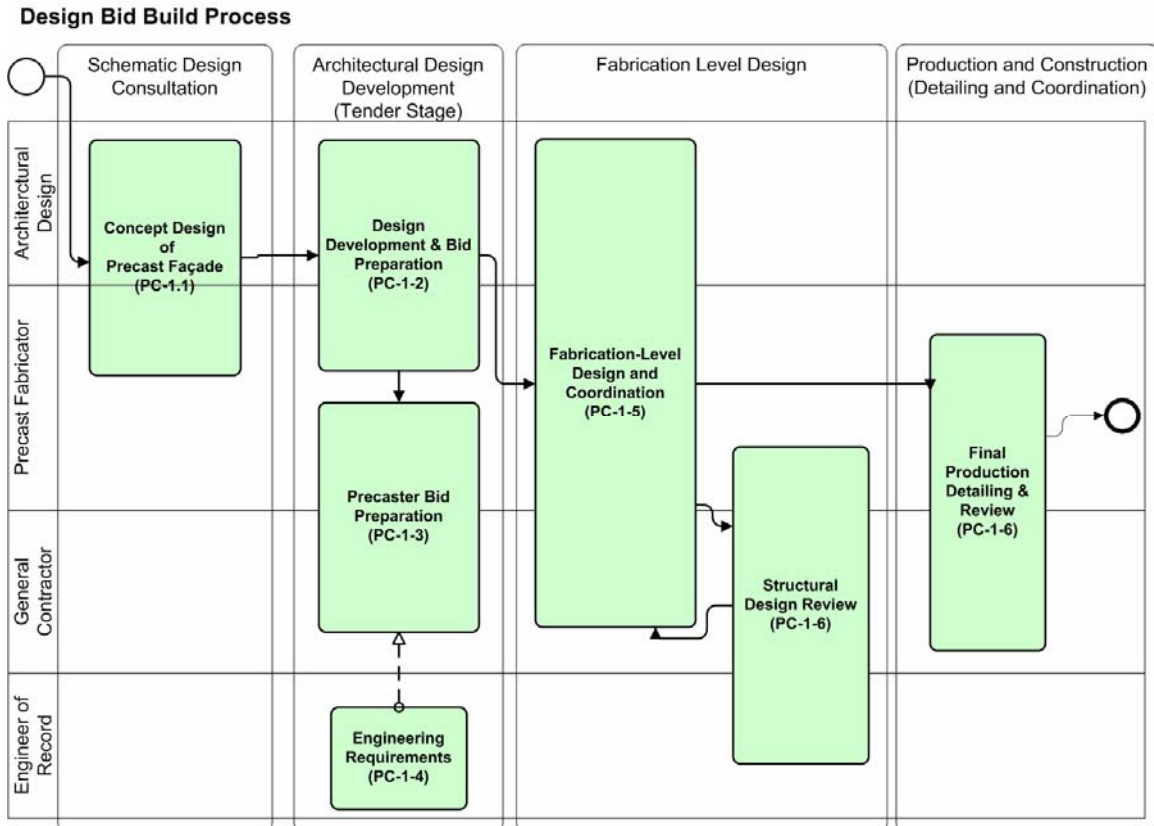 Design Bid Build Process
Schematic Design
Consultation
Architectural Design
Development
(Tender Stage)
Fabrication Level Design
Production and Construction
(Detailing and Coordination)
Architerctural
Design
Concept Design
of
Precast Façade
(PC-1.1)
Design
Development & Bid
Preparation
(PC-1-2)
Precast Fabricator
Fabrication-Level
Design and
Coordination
(PC-1-5)
Final
Production
Detailing &
Review
(PC-1-6)
Precaster Bid
Preparation
(PC-1-3)
General
Contractor
Structural
Design Review
(PC-1-6)
Engineer of
Record
Engineering
Requirements
(PC-1-4)